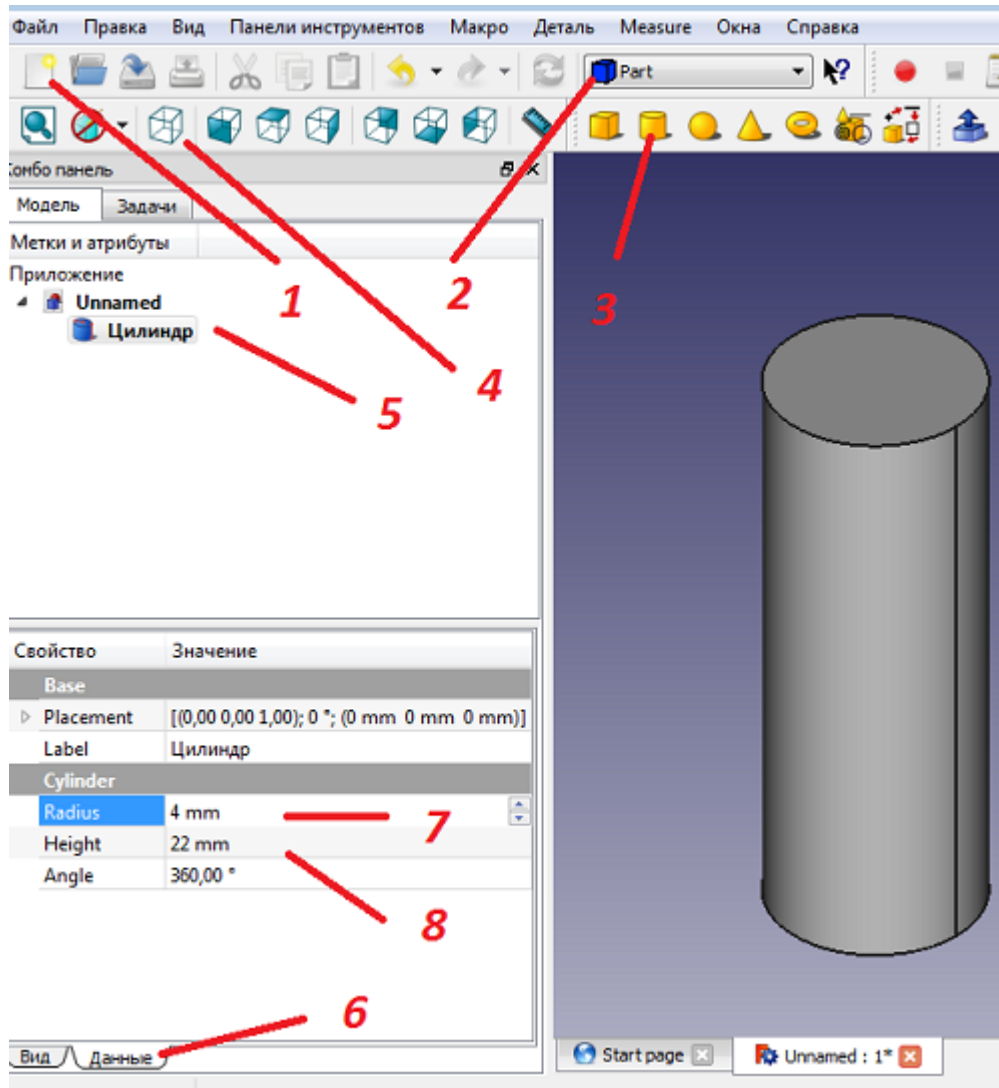 Файл Правка Вид Панели инструментов Макро Деталь Measure Окна Справка
Part
Комбо панель
Модель Задачи
Метки и атрибуты
Приложение
Unnamed
Цилиндр
1
2
3
4
5
Свойство Значение
Base
Placement [(0,00 0,00 1,00); 0 °; (0 mm 0 mm 0 mm)]
Label Цилиндр
Cylinder
Radius 4 mm
Height 22 mm
Angle 360,00 °
7
8
6
Вид Данные
Start page Unnamed : 1*